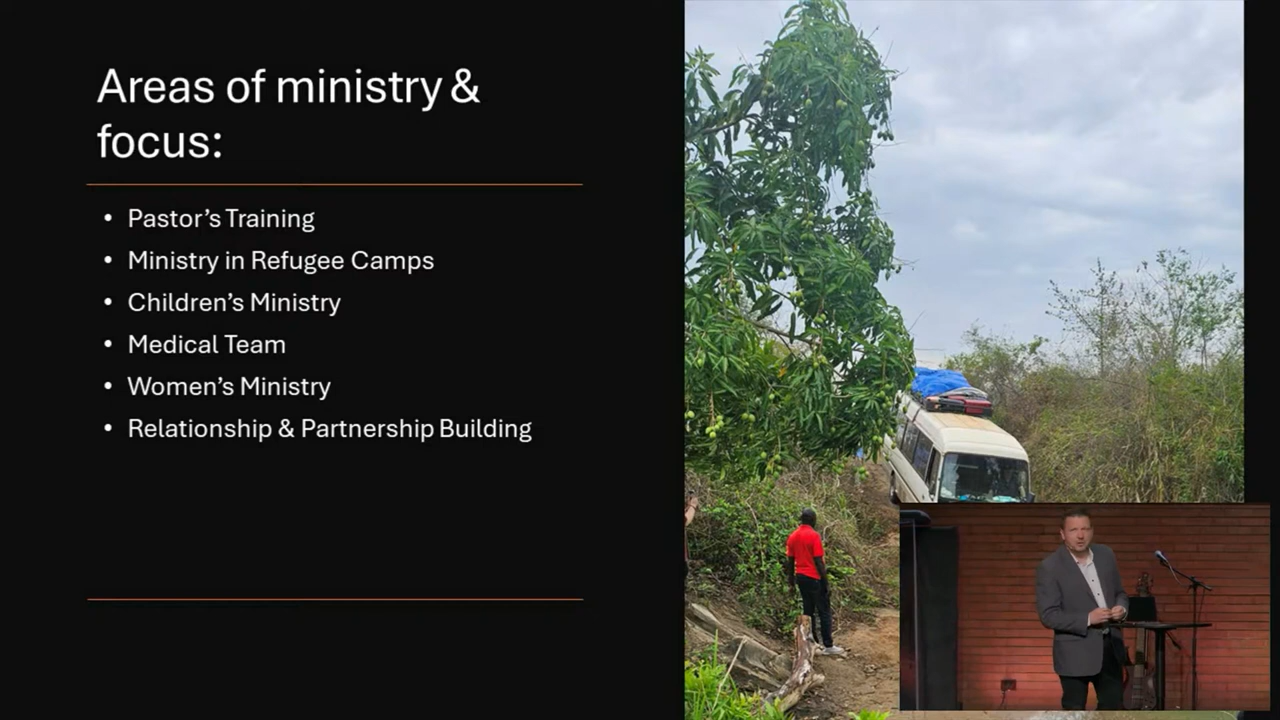 Areas of ministry &
focus:
• Pastor's Training
• Ministry in Refugee Camps
• Children's Ministry
• Medical Team
• Women's Ministry
• Relationship & Partnership Building